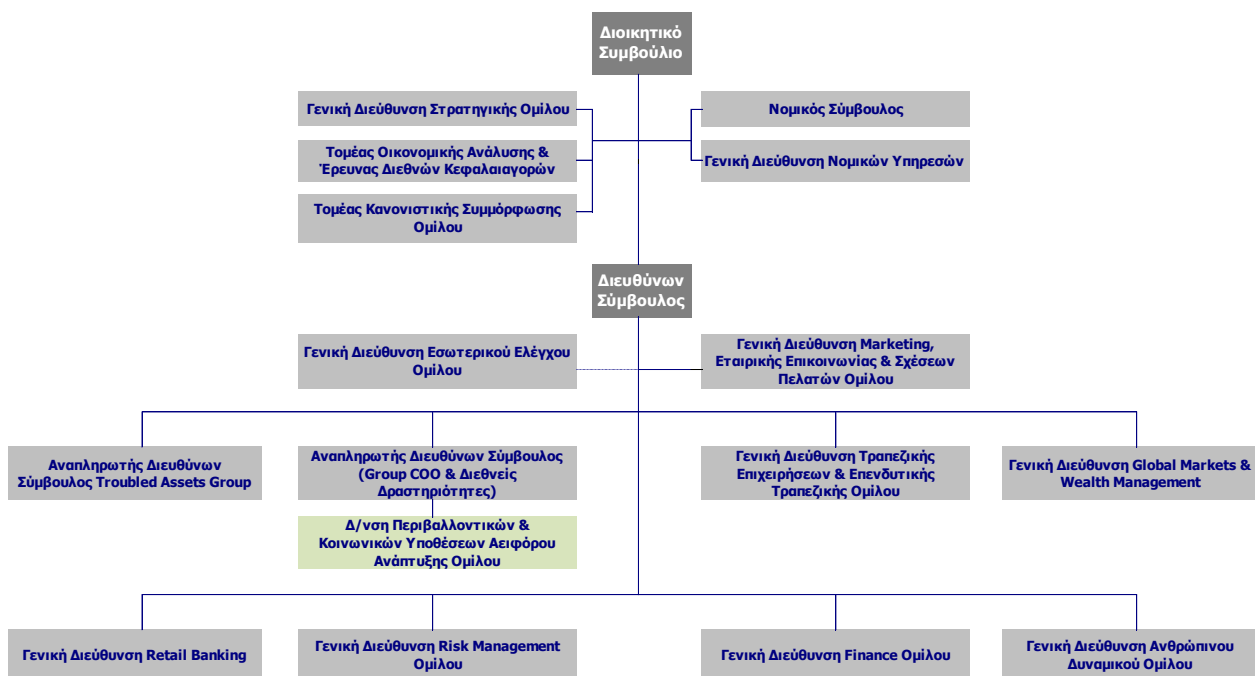 Διοικητικό
Συμβούλιο
Γενική Διεύθυνση Στρατηγικής Ομίλου
Νομικός Σύμβουλος
Τομέας Οικονομικής Ανάλυσης &
Έρευνας Διεθνών Κεφαλαιαγορών
Γενική Διεύθυνση Νομικών Υπηρεσών
Τομέας Κανονιστικής Συμμόρφωσης
Ομίλου
Διευθύνων
Σύμβουλος
Γενική Διεύθυνση Εσωτερικού Ελέγχου
Ομίλου
Γενική Διεύθυνση Marketing,
Εταιρικής Επικοινωνίας & Σχέσεων
Πελατών Ομίλου
Αναπληρωτής Διευθύνων
Σύμβουλος Troubled Assets Group
Αναπληρωτής Διευθύνων Σύμβουλος
(Group COO & Διεθνείς
Δραστηριότητες)
Γενική Διεύθυνση Τραπεζικής
Επιχειρήσεων & Επενδυτικής
Τραπεζικής Ομίλου
Γενική Διεύθυνση Global Markets &
Wealth Management
Δ/νση Περιβαλλοντικών &
Κοινωνικών Υποθέσεων Αειφόρου
Ανάπτυξης Ομίλου
Γενική Διεύθυνση Retail Banking
Γενική Διεύθυνση Risk Management
Ομίλου
Γενική Διεύθυνση Finance Ομίλου
Γενική Διεύθυνση Ανθρώπινου
Δυναμικού Ομίλου